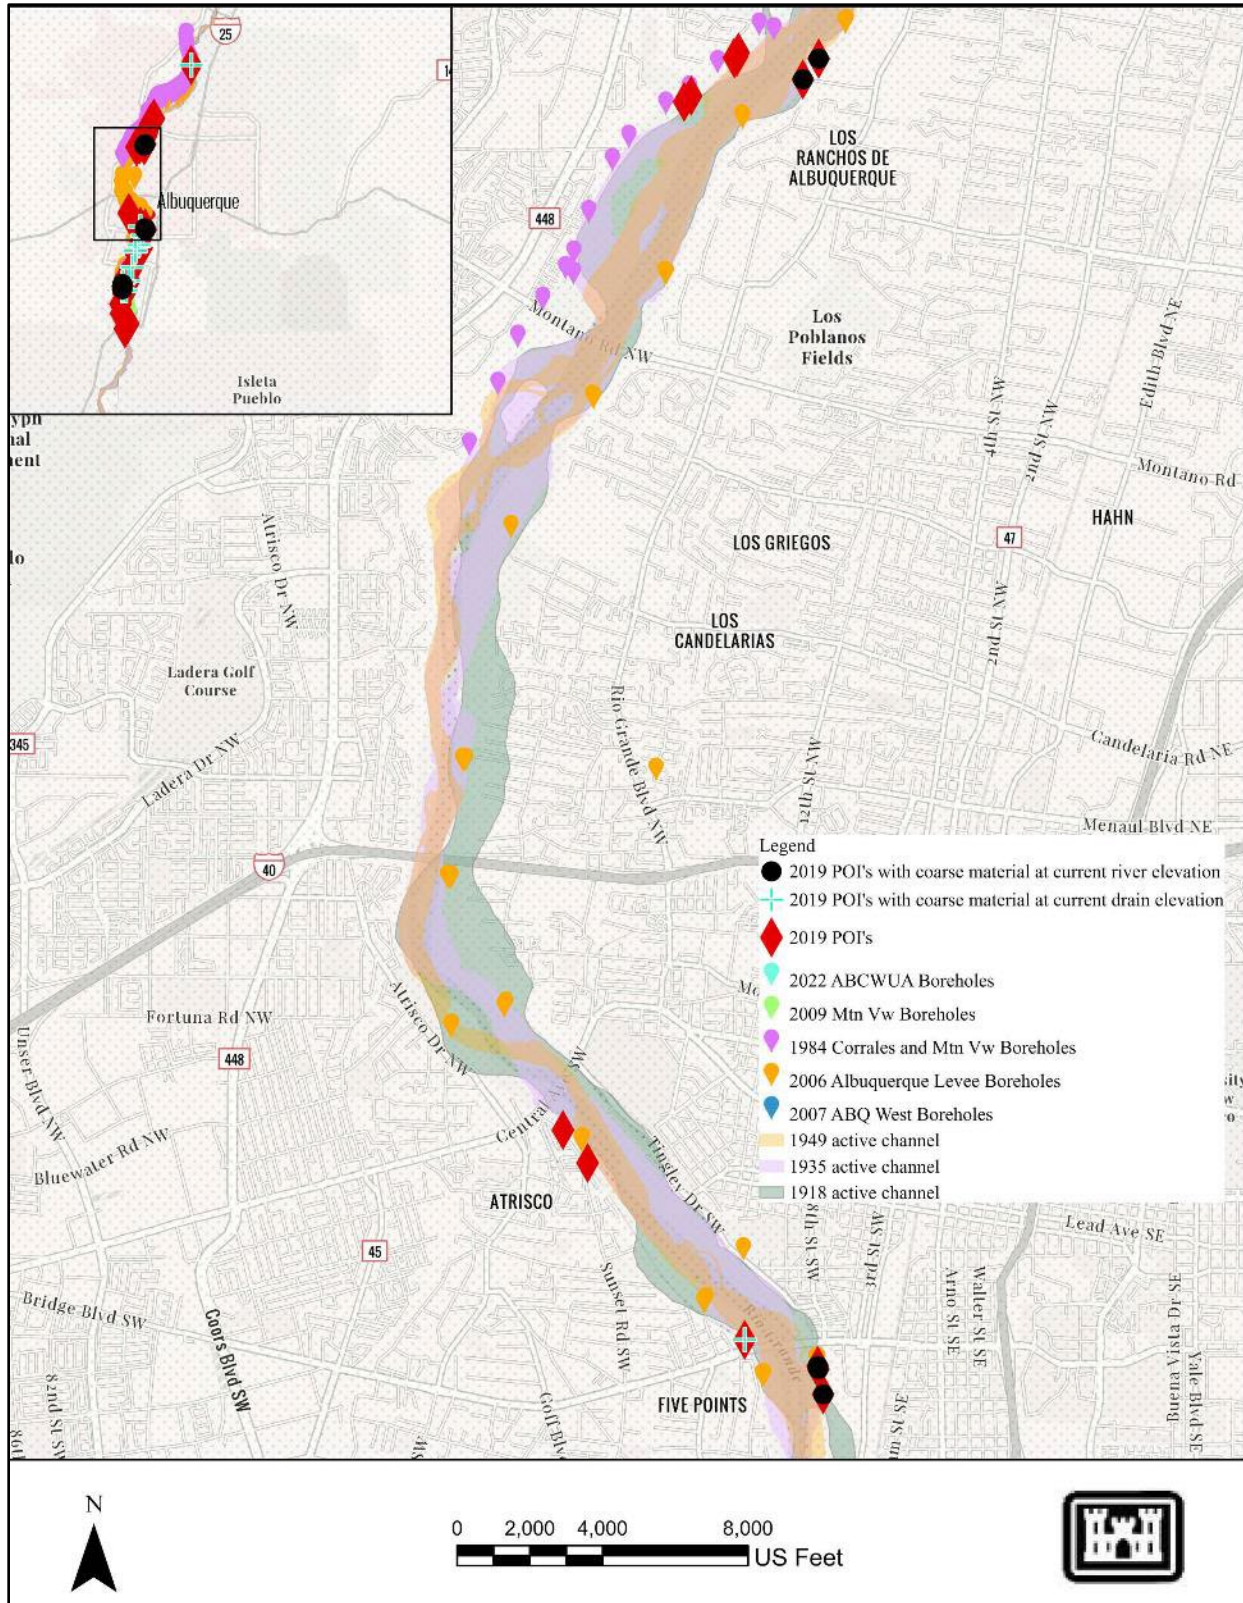 25
Albuquerque
Isleta
Pueblo
LOS
RANCHOS DE
ALBUQUERQUE
448
Montano Rd NW
Los
Poblanos
Fields
4th St NW
2nd St NW
Edith Blvd NE
Montano Rd
HAHN
47
LOS GRIEGOS
LOS
CANDELARIAS
2nd St NW
Atrisco Dr NW
Ladera Golf
Course
345
Ladera Dr NW
Rio Grande Blvd NW
12th St NW
Candelaria Rd NE
Menaul Blvd NE
40
Legend
2019 POI's with coarse material at current river elevation
2019 POI's with coarse material at current drain elevation
2019 POI's
2022 ABCWUA Boreholes
2009 Mtn Vw Boreholes
1984 Corrales and Mtn Vw Boreholes
2006 Albuquerque Levee Boreholes
2007 ABQ West Boreholes
1949 active channel
1935 active channel
1918 active channel
Atrisco Dr NW
Fortuna Rd NW
448
Unser Blvd NW
Bluewater Rd NW
Central Ave SW
Tingley Dr SW
ATRISCO
45
Sunset Rd SW
8th St SW
3rd St SW
Lead Ave SE
Arno St SE
Walter St SE
Buena Vista Dr SE
Yale Blvd SE
Bridge Blvd SW
Coors Blvd SW
82nd St SW
Rio Grande
FIVE POINTS
N
0 2,000 4,000 8,000
US Feet